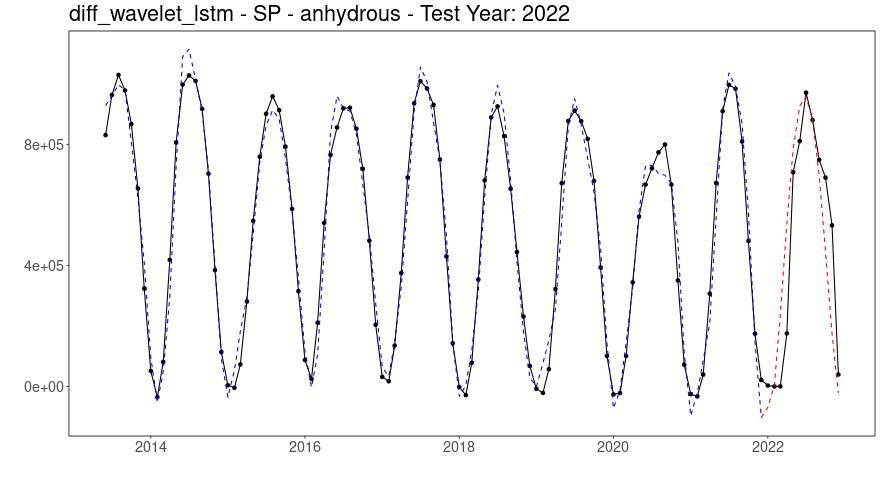 diff_wavelet_lstm - SP - anhydrous - Test Year: 2022
8e+05
4e+05
0e+00
2014 2016 2018 2020 2022